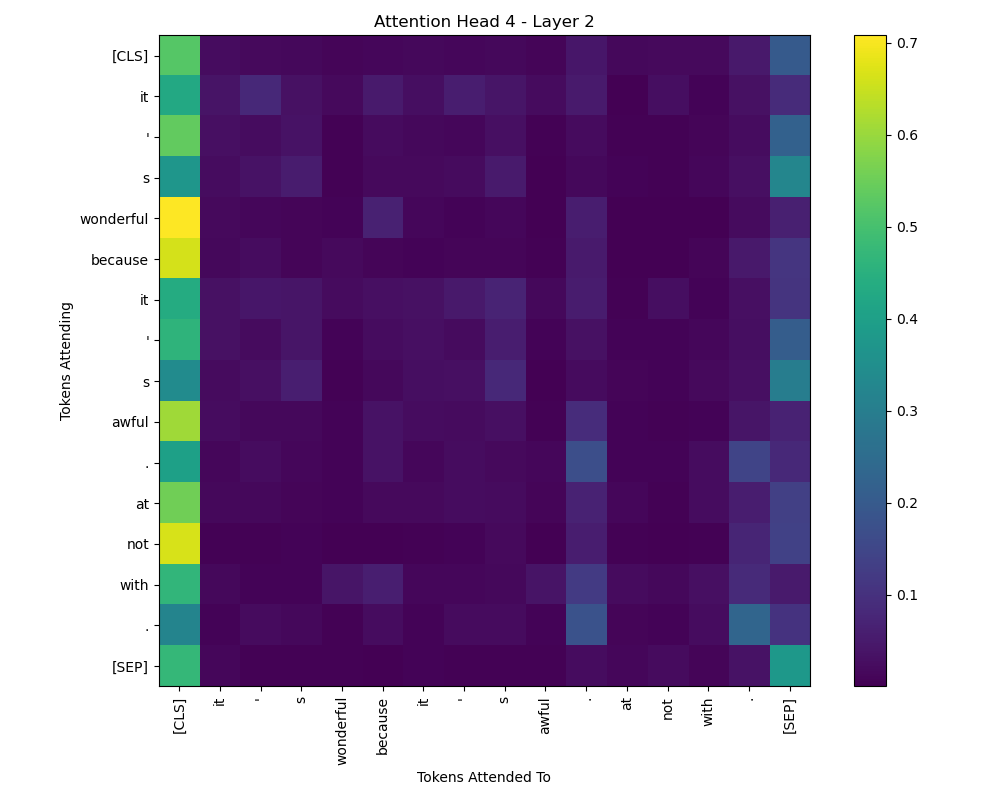 Attention Head 4 - Layer 2
[CLS]
it
'
s
wonderful
because
it
'
s
awful
.
at
not
with
.
[SEP]
Tokens Attending
[CLS]
it
'
s
wonderful
because
it
'
s
awful
.
at
not
with
.
[SEP]
Tokens Attended To
0.7
0.6
0.5
0.4
0.3
0.2
0.1